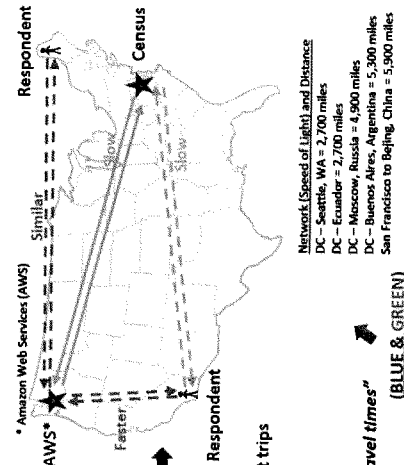 * Amazon Web Services (AWS)
AWS*
Similar
Respondent
Faster
(Slow)
Slow
Census
Respondent
t trips
Network (Speed of Light) and Distance
DC – Seattle, WA = 2,700 miles
DC – Ecuador = 2,700 miles
DC – Moscow, Russia = 4,900 miles
DC – Buenos Aires, Argentina = 5,300 miles
San Francisco to Bejing, China = 5,900 miles
avel times"
(BLUE & GREEN)